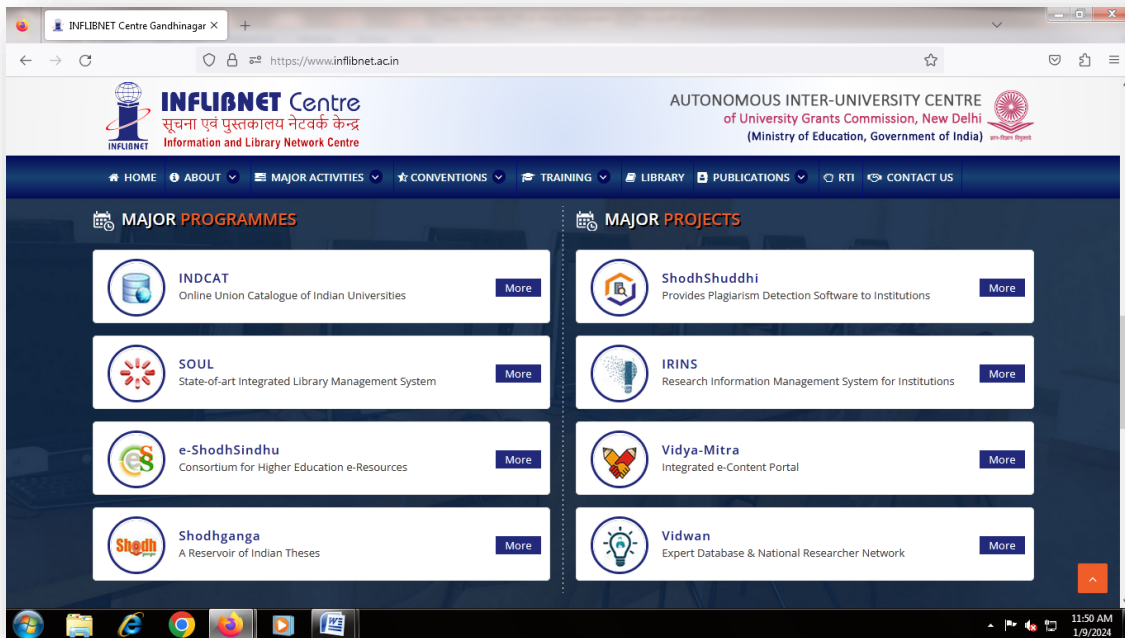 INFLIBNET Centre Gandhinagar
https://www.inflibnet.ac.in
INFLIBNET
INFLIBNET Centre
सूचना एवं पुस्तकालय नेटवर्क केन्द्र
Information and Library Network Centre
AUTONOMOUS INTER-UNIVERSITY CENTRE
of University Grants Commission, New Delhi
(Ministry of Education, Government of India)
ज्ञान-विज्ञान विमुक्तये
HOME ABOUT MAJOR ACTIVITIES CONVENTIONS TRAINING LIBRARY PUBLICATIONS RTI CONTACT US
MAJOR PROGRAMMES
INDCAT
Online Union Catalogue of Indian Universities
More
SOUL
State-of-art Integrated Library Management System
More
e-ShodhSindhu
Consortium for Higher Education e-Resources
More
Shodh
Shodhganga
A Reservoir of Indian Theses
More
MAJOR PROJECTS
ShodhShuddhi
Provides Plagiarism Detection Software to Institutions
More
IRINS
Research Information Management System for Institutions
More
Vidya-Mitra
Integrated e-Content Portal
More
Vidwan
Expert Database & National Researcher Network
More
11:50 AM
1/9/2024